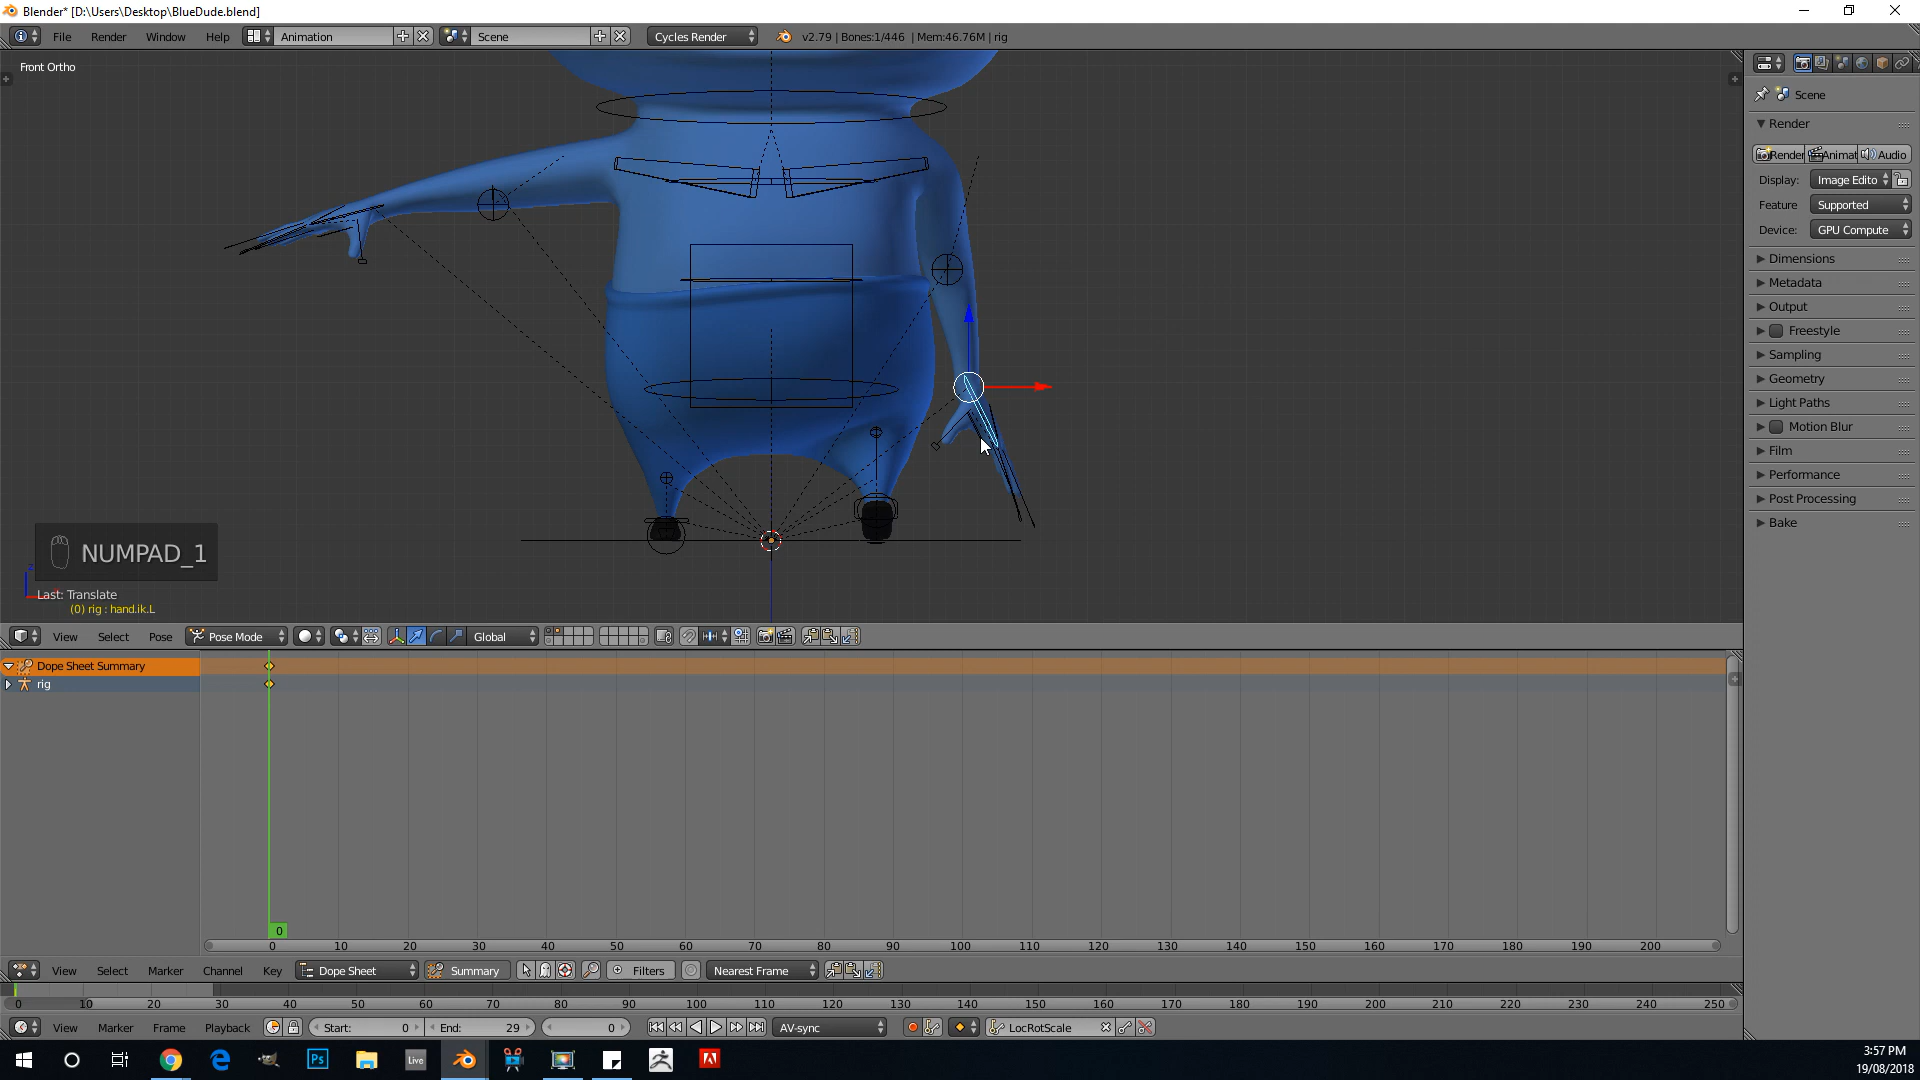 Blender* [D:\Users\Desktop\BlueDude.blend]
File Render Window Help Animation Scene Cycles Render v2.79 | Bones:1/446 | Mem:46.76M | rig
Front Ortho
Scene
Render
Render Animat Audio
Display: Image Edito
Feature Supported
Device: GPU Compute
Dimensions
Metadata
Output
Freestyle
Sampling
Geometry
Light Paths
Motion Blur
Film
Performance
Post Processing
Bake
NUMPAD_1
Last: Translate
(0) rig : hand.ik.L
View Select Pose Pose Mode Global
Dope Sheet Summary
rig
0
0 10 20 30 40 50 60 70 80 90 100 110 120 130 140 150 160 170 180 190 200
View Select Marker Channel Key Dope Sheet Summary Filters Nearest Frame
0 10 20 30 40 50 60 70 80 90 100 110 120 130 140 150 160 170 180 190 200 210 220 230 240 250
View Marker Frame Playback Start: 0 End: 29 0 AV-sync LocRotScale
Ps Live
3:57 PM
19/08/2018